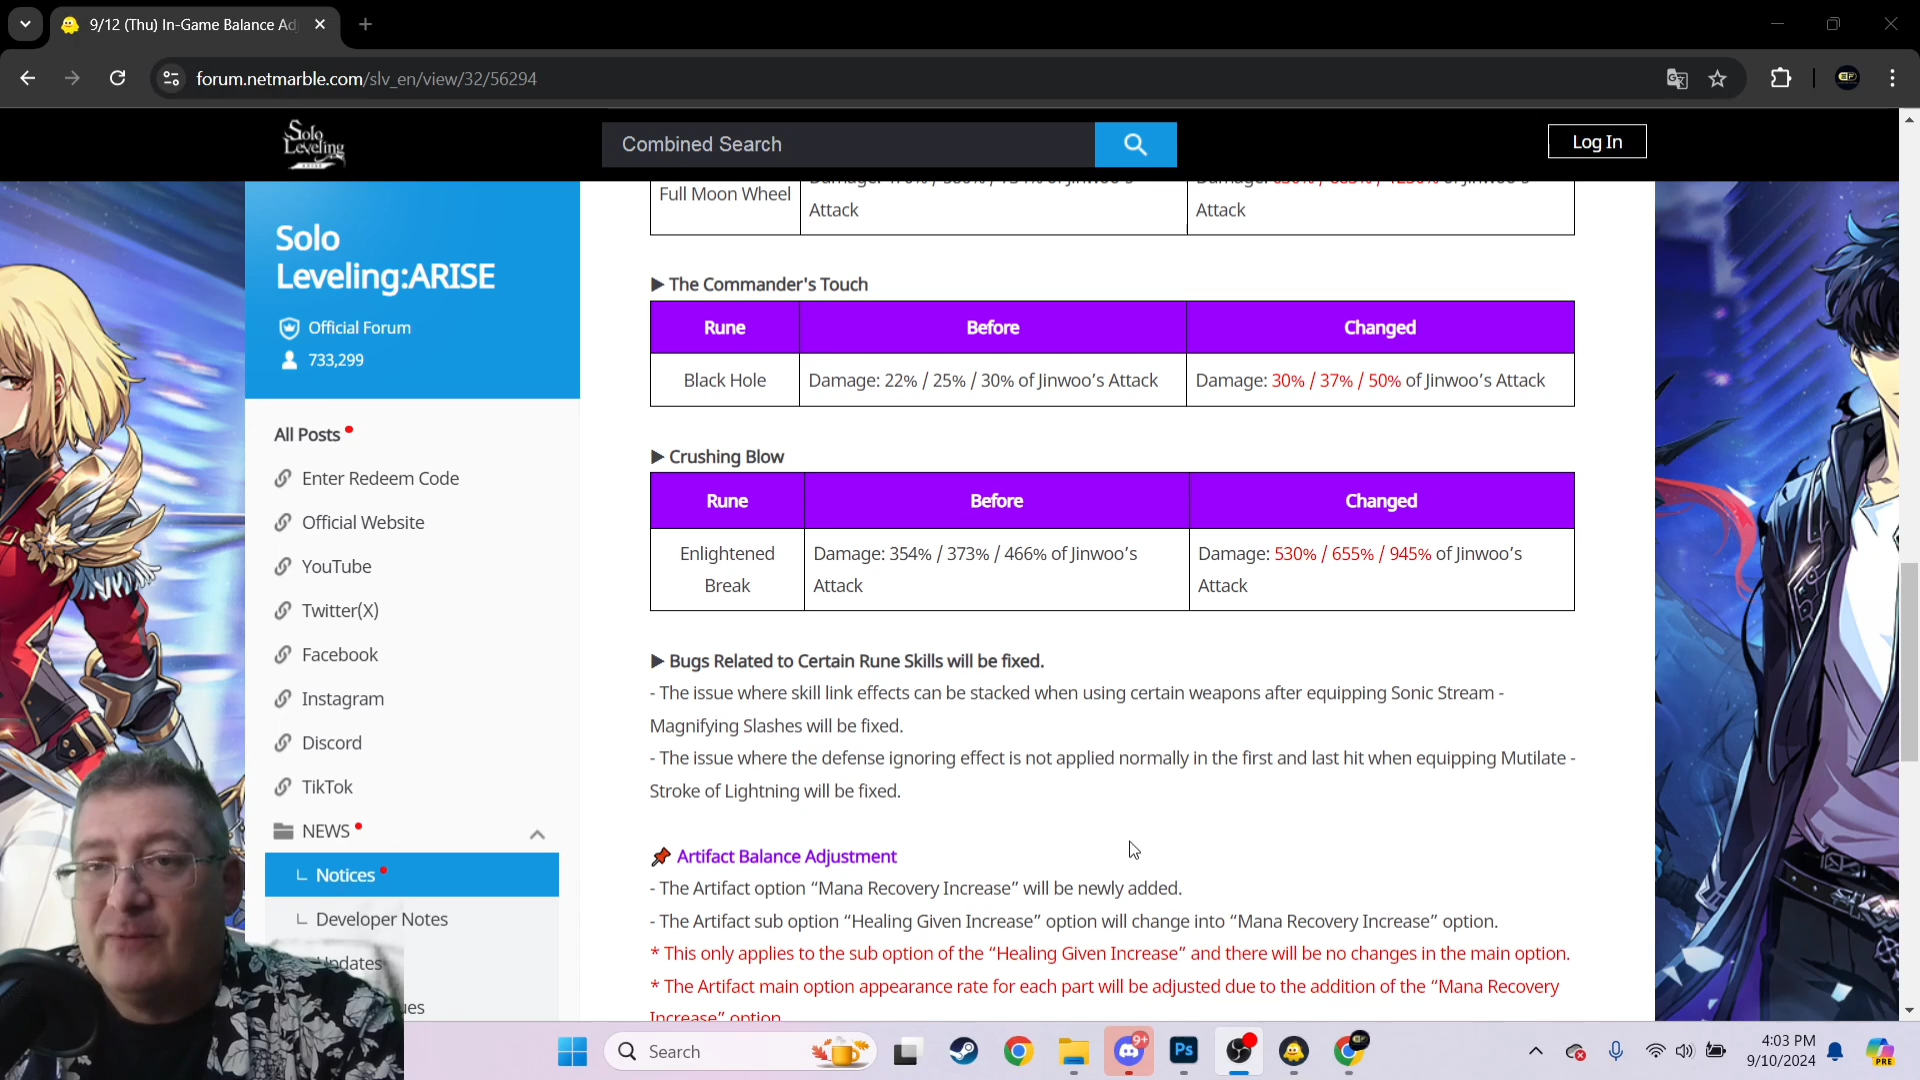 9/12 (Thu) In-Game Balance Ad
forum.netmarble.com/slv_en/view/32/56294
Solo
Leveling
ARISE
Combined Search
Log In
Solo
Leveling:ARISE
Official Forum
733,299
All Posts
Enter Redeem Code
Official Website
YouTube
Twitter(X)
Facebook
Instagram
Discord
TikTok
NEWS
Notices
Developer Notes
Updates
ues
Full Moon Wheel
Attack
Attack
▶ The Commander's Touch
Rune Before Changed
Black Hole Damage: 22% / 25% / 30% of Jinwoo's Attack Damage: 30% / 37% / 50% of Jinwoo's Attack
▶ Crushing Blow
Rune Before Changed
Enlightened Damage: 354% / 373% / 466% of Jinwoo's Damage: 530% / 655% / 945% of Jinwoo's
Break Attack Attack
▶ Bugs Related to Certain Rune Skills will be fixed.
- The issue where skill link effects can be stacked when using certain weapons after equipping Sonic Stream -
Magnifying Slashes will be fixed.
- The issue where the defense ignoring effect is not applied normally in the first and last hit when equipping Mutilate -
Stroke of Lightning will be fixed.
📌 Artifact Balance Adjustment
- The Artifact option “Mana Recovery Increase” will be newly added.
- The Artifact sub option “Healing Given Increase” option will change into “Mana Recovery Increase” option.
* This only applies to the sub option of the “Healing Given Increase” and there will be no changes in the main option.
* The Artifact main option appearance rate for each part will be adjusted due to the addition of the “Mana Recovery
Increase” option
Search
9+
Ps
4:03 PM
9/10/2024
PRE